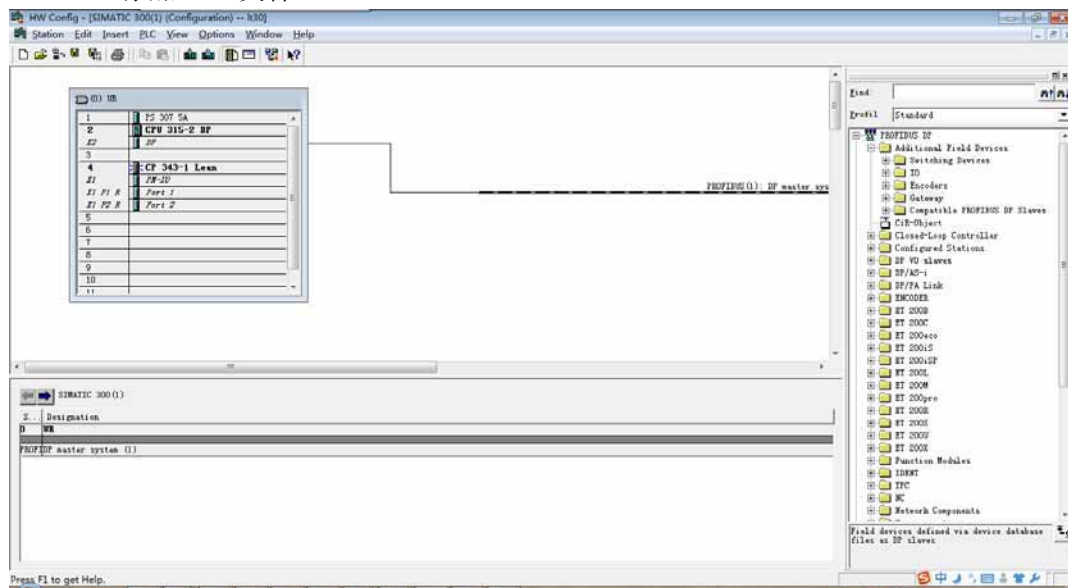 HW Config - [SIMATIC 300(1) (Configuration) -- lt30]
Station Edit Insert PLC View Options Window Help
(0) UR
1 PS 307 5A
2 CPU 315-2 DP
X2 DP
3
4 CP 343-1 Lean
X1 PN-IO
X1 P1 R Port 1
X1 P2 R Port 2
5
6
7
8
9
10
11
PROFIBUS(1): DP master sys
Find
Profil Standard
PROFIBUS DP
Additional Field Devices
Switching Devices
IO
Encoders
Gateway
Compatible PROFIBUS DP Slaves
CiR-Object
Closed-Loop Controller
Configured Stations
DP V0 slaves
DP/AS-i
DP/PA Link
ENCODER
ET 200B
ET 200C
ET 200eco
ET 200iS
ET 200iSP
ET 200L
ET 200M
ET 200pro
ET 200R
ET 200S
ET 200U
ET 200X
Function Modules
IDENT
IPC
NC
Network Components
SIMATIC 300(1)
S... Designation
0 UR
PROFI DP master system (1)
Field devices defined via device database
files as DP slaves
Press F1 to get Help.
中